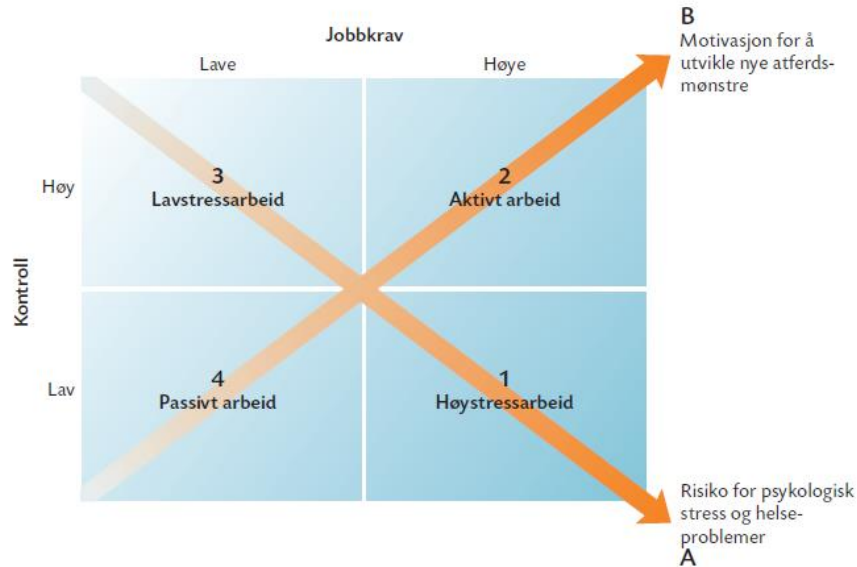 Jobbkrav
Lave
Høye
B
Motivasjon for å
utvikle nye atferds-
mønstre
Kontroll
Høy
3
Lavstressarbeid
2
Aktivt arbeid
Lav
4
Passivt arbeid
1
Høystressarbeid
Risiko for psykologisk
stress og helse-
problemer
A